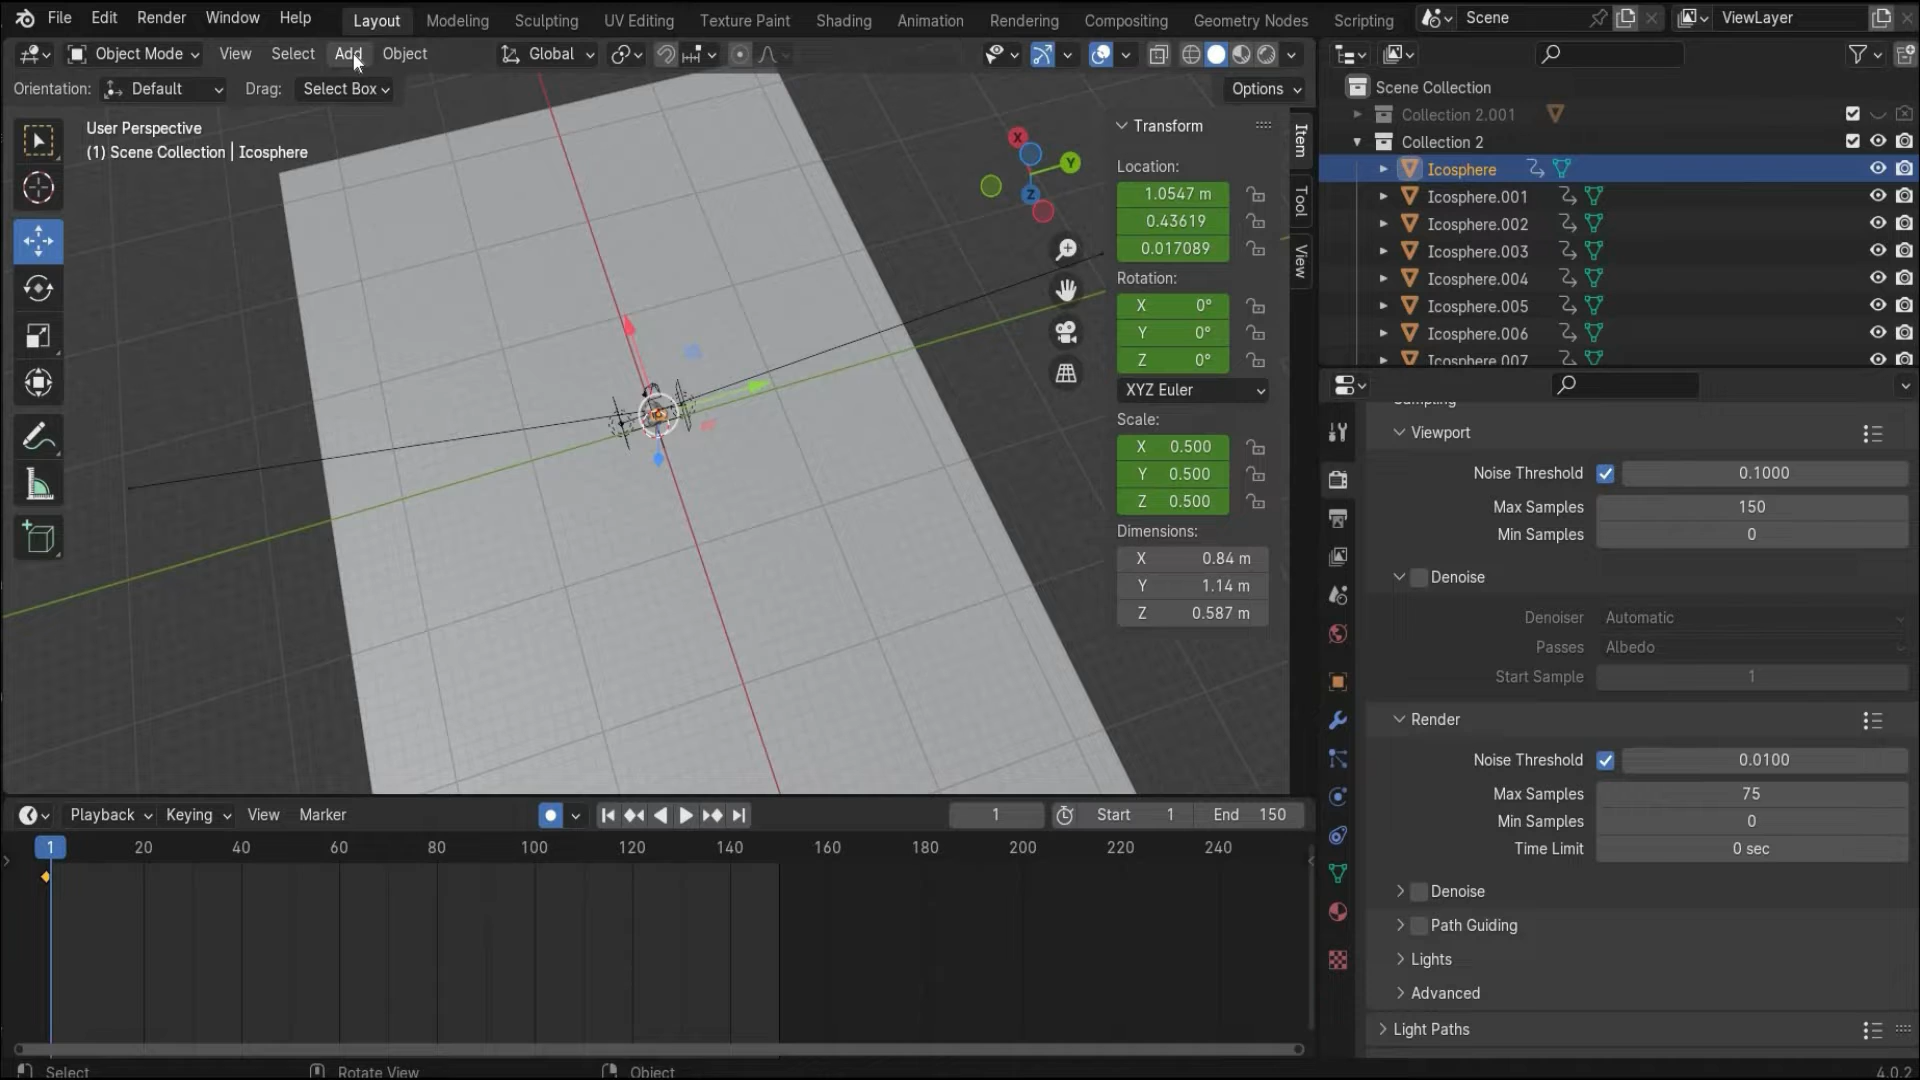 File Edit Render Window Help Layout Modeling Sculpting UV Editing Texture Paint Shading Animation Rendering Compositing Geometry Nodes Scripting Scene ViewLayer
Object Mode View Select Add Object Global
Orientation: Default Drag: Select Box Options
User Perspective
(1) Scene Collection | Icosphere
X
Y
Z
Transform
Location:
1.0547 m
0.43619
0.017089
Rotation:
X 0°
Y 0°
Z 0°
XYZ Euler
Scale:
X 0.500
Y 0.500
Z 0.500
Dimensions:
X 0.84 m
Y 1.14 m
Z 0.587 m
Item
Tool
View
Scene Collection
Collection 2.001
Collection 2
Icosphere
Icosphere.001
Icosphere.002
Icosphere.003
Icosphere.004
Icosphere.005
Icosphere.006
Icosphere.007
Sampling
Viewport
Noise Threshold 0.1000
Max Samples 150
Min Samples 0
Denoise
Denoiser Automatic
Passes Albedo
Start Sample 1
Render
Noise Threshold 0.0100
Max Samples 75
Min Samples 0
Time Limit 0 sec
Denoise
Path Guiding
Lights
Advanced
Light Paths
Playback Keying View Marker 1 Start 1 End 150
1 20 40 60 80 100 120 140 160 180 200 220 240
Select Rotate View Object 4.0.2